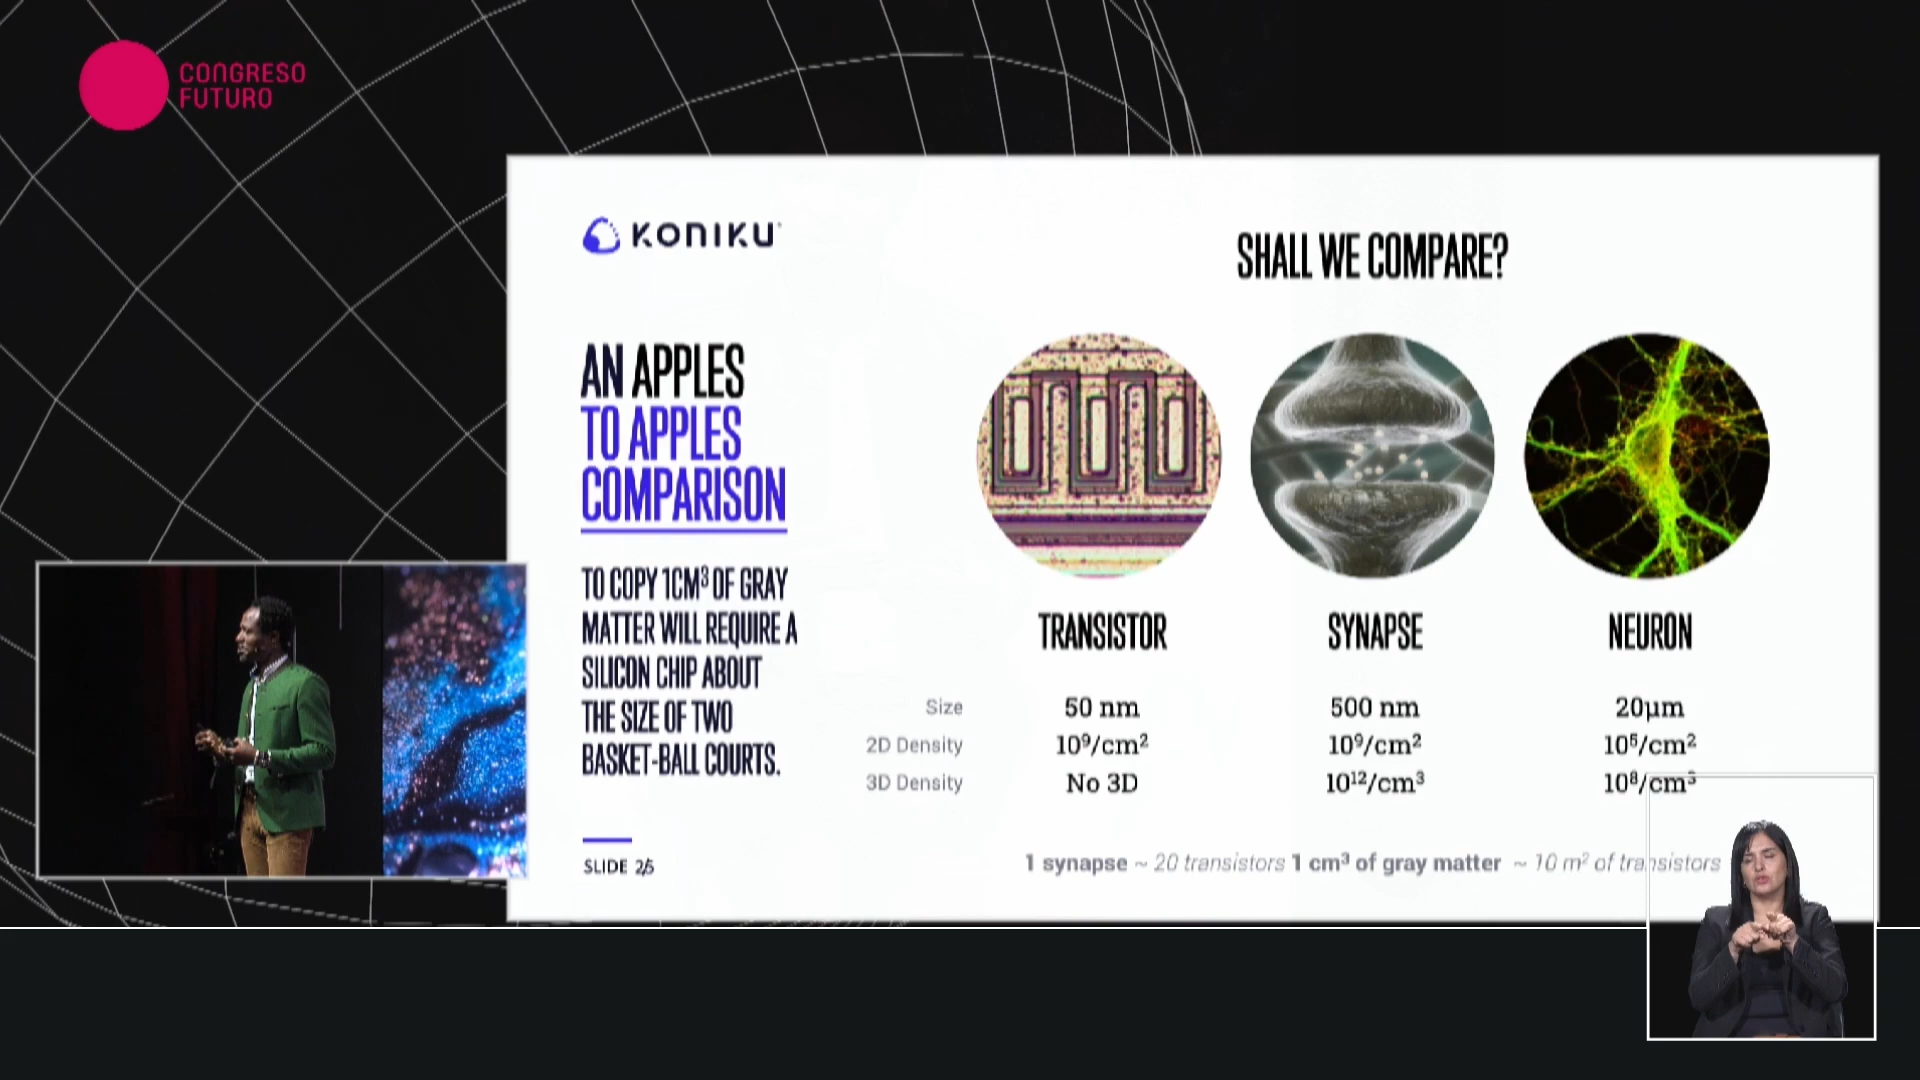 CONGRESO
FUTURO
KONIKU
SHALL WE COMPARE?
AN APPLES
TO APPLES
COMPARISON
TO COPY 1CM³ OF GRAY
MATTER WILL REQUIRE A
SILICON CHIP ABOUT
THE SIZE OF TWO
BASKET-BALL COURTS.
SLIDE 2/5
TRANSISTOR SYNAPSE NEURON
Size 50 nm 500 nm 20µm
2D Density 10⁹/cm² 10⁹/cm² 10⁵/cm²
3D Density No 3D 10¹²/cm³ 10⁸/cm³
1 synapse ~ 20 transistors 1 cm³ of gray matter ~ 10 m² of transistors